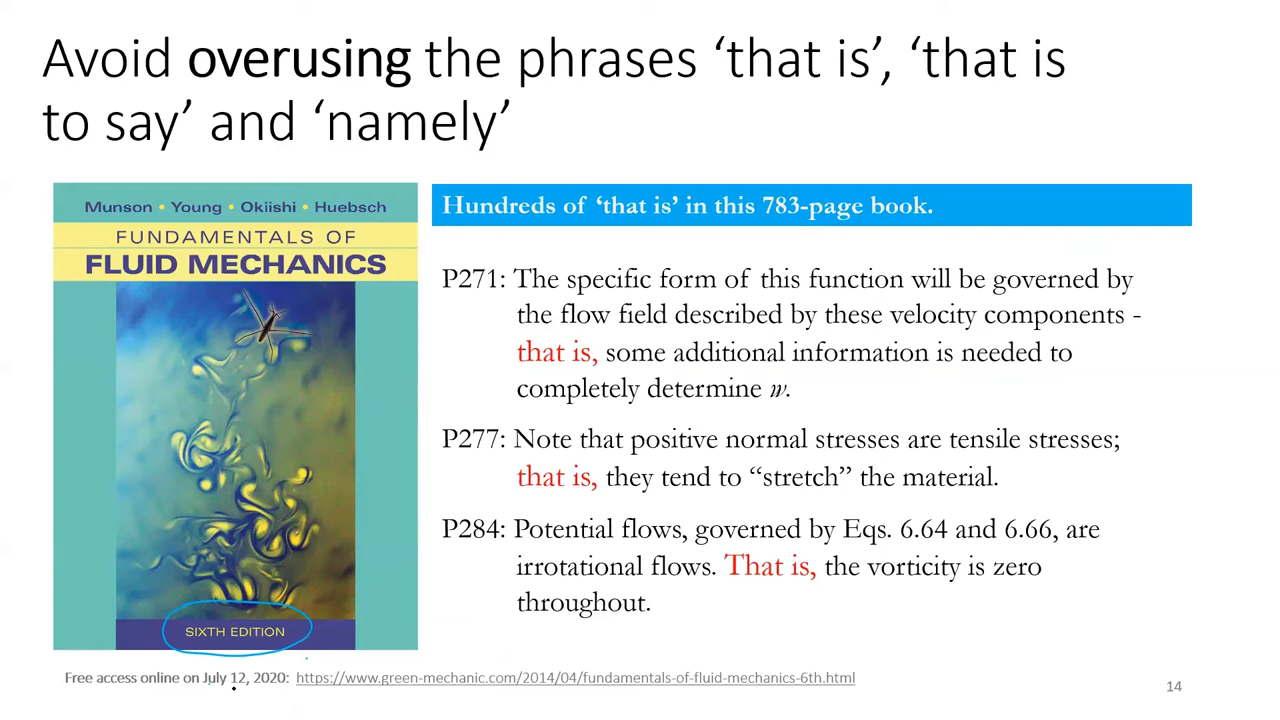 Avoid overusing the phrases ‘that is’, ‘that is
to say’ and ‘namely’
Munson • Young • Okiishi • Huebsch
FUNDAMENTALS OF
FLUID MECHANICS
SIXTH EDITION
Hundreds of ‘that is’ in this 783-page book.
P271: The specific form of this function will be governed by
the flow field described by these velocity components -
that is, some additional information is needed to
completely determine w.
P277: Note that positive normal stresses are tensile stresses;
that is, they tend to “stretch” the material.
P284: Potential flows, governed by Eqs. 6.64 and 6.66, are
irrotational flows. That is, the vorticity is zero
throughout.
Free access online on July 12, 2020: https://www.green-mechanic.com/2014/04/fundamentals-of-fluid-mechanics-6th.html
14